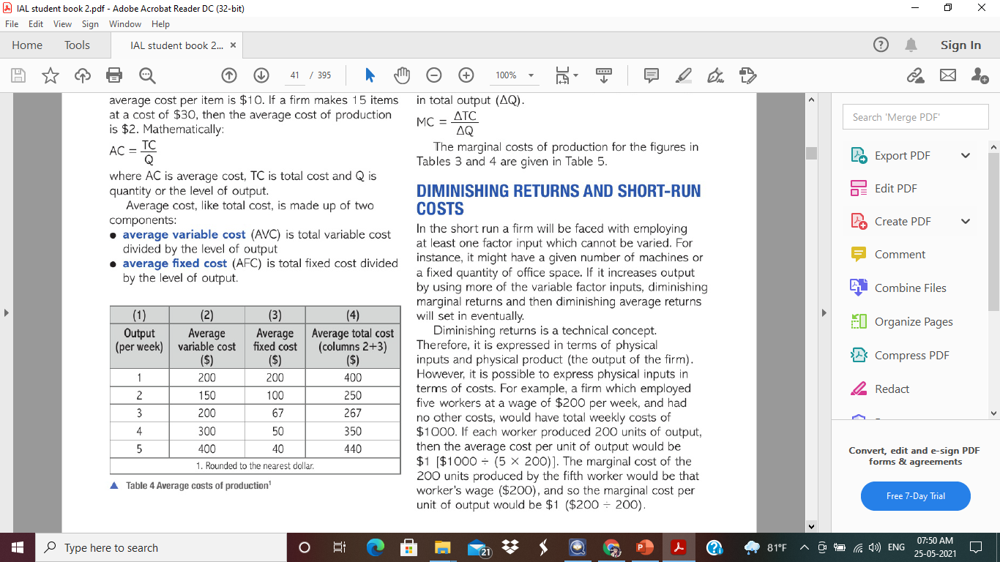 IAL student book 2.pdf - Adobe Acrobat Reader DC (32-bit)
File Edit View Sign Window Help
Home Tools IAL student book 2... × Sign In
41 / 395 100%
average cost per item is $10. If a firm makes 15 items
at a cost of $30, then the average cost of production
is $2. Mathematically:
AC = TC
Q
where AC is average cost, TC is total cost and Q is
quantity or the level of output.
Average cost, like total cost, is made up of two
components:
● average variable cost (AVC) is total variable cost
divided by the level of output
● average fixed cost (AFC) is total fixed cost divided
by the level of output.
(1) (2) (3) (4)
Output Average Average Average total cost
(per week) variable cost fixed cost (columns 2+3)
($) ($) ($)
1 200 200 400
2 150 100 250
3 200 67 267
4 300 50 350
5 400 40 440
1. Rounded to the nearest dollar.
▲ Table 4 Average costs of production¹
in total output (ΔQ).
MC = ΔTC
ΔQ
The marginal costs of production for the figures in
Tables 3 and 4 are given in Table 5.
DIMINISHING RETURNS AND SHORT-RUN
COSTS
In the short run a firm will be faced with employing
at least one factor input which cannot be varied. For
instance, it might have a given number of machines or
a fixed quantity of office space. If it increases output
by using more of the variable factor inputs, diminishing
marginal returns and then diminishing average returns
will set in eventually.
Diminishing returns is a technical concept.
Therefore, it is expressed in terms of physical
inputs and physical product (the output of the firm).
However, it is possible to express physical inputs in
terms of costs. For example, a firm which employed
five workers at a wage of $200 per week, and had
no other costs, would have total weekly costs of
$1000. If each worker produced 200 units of output,
then the average cost per unit of output would be
$1 [$1000 ÷ (5 × 200)]. The marginal cost of the
200 units produced by the fifth worker would be that
worker's wage ($200), and so the marginal cost per
unit of output would be $1 ($200 ÷ 200).
Search 'Merge PDF'
Export PDF
Edit PDF
Create PDF
Comment
Combine Files
Organize Pages
Compress PDF
Redact
Convert, edit and e-sign PDF
forms & agreements
Free 7-Day Trial
Type here to search
21
81°F ENG
07:50 AM
25-05-2021